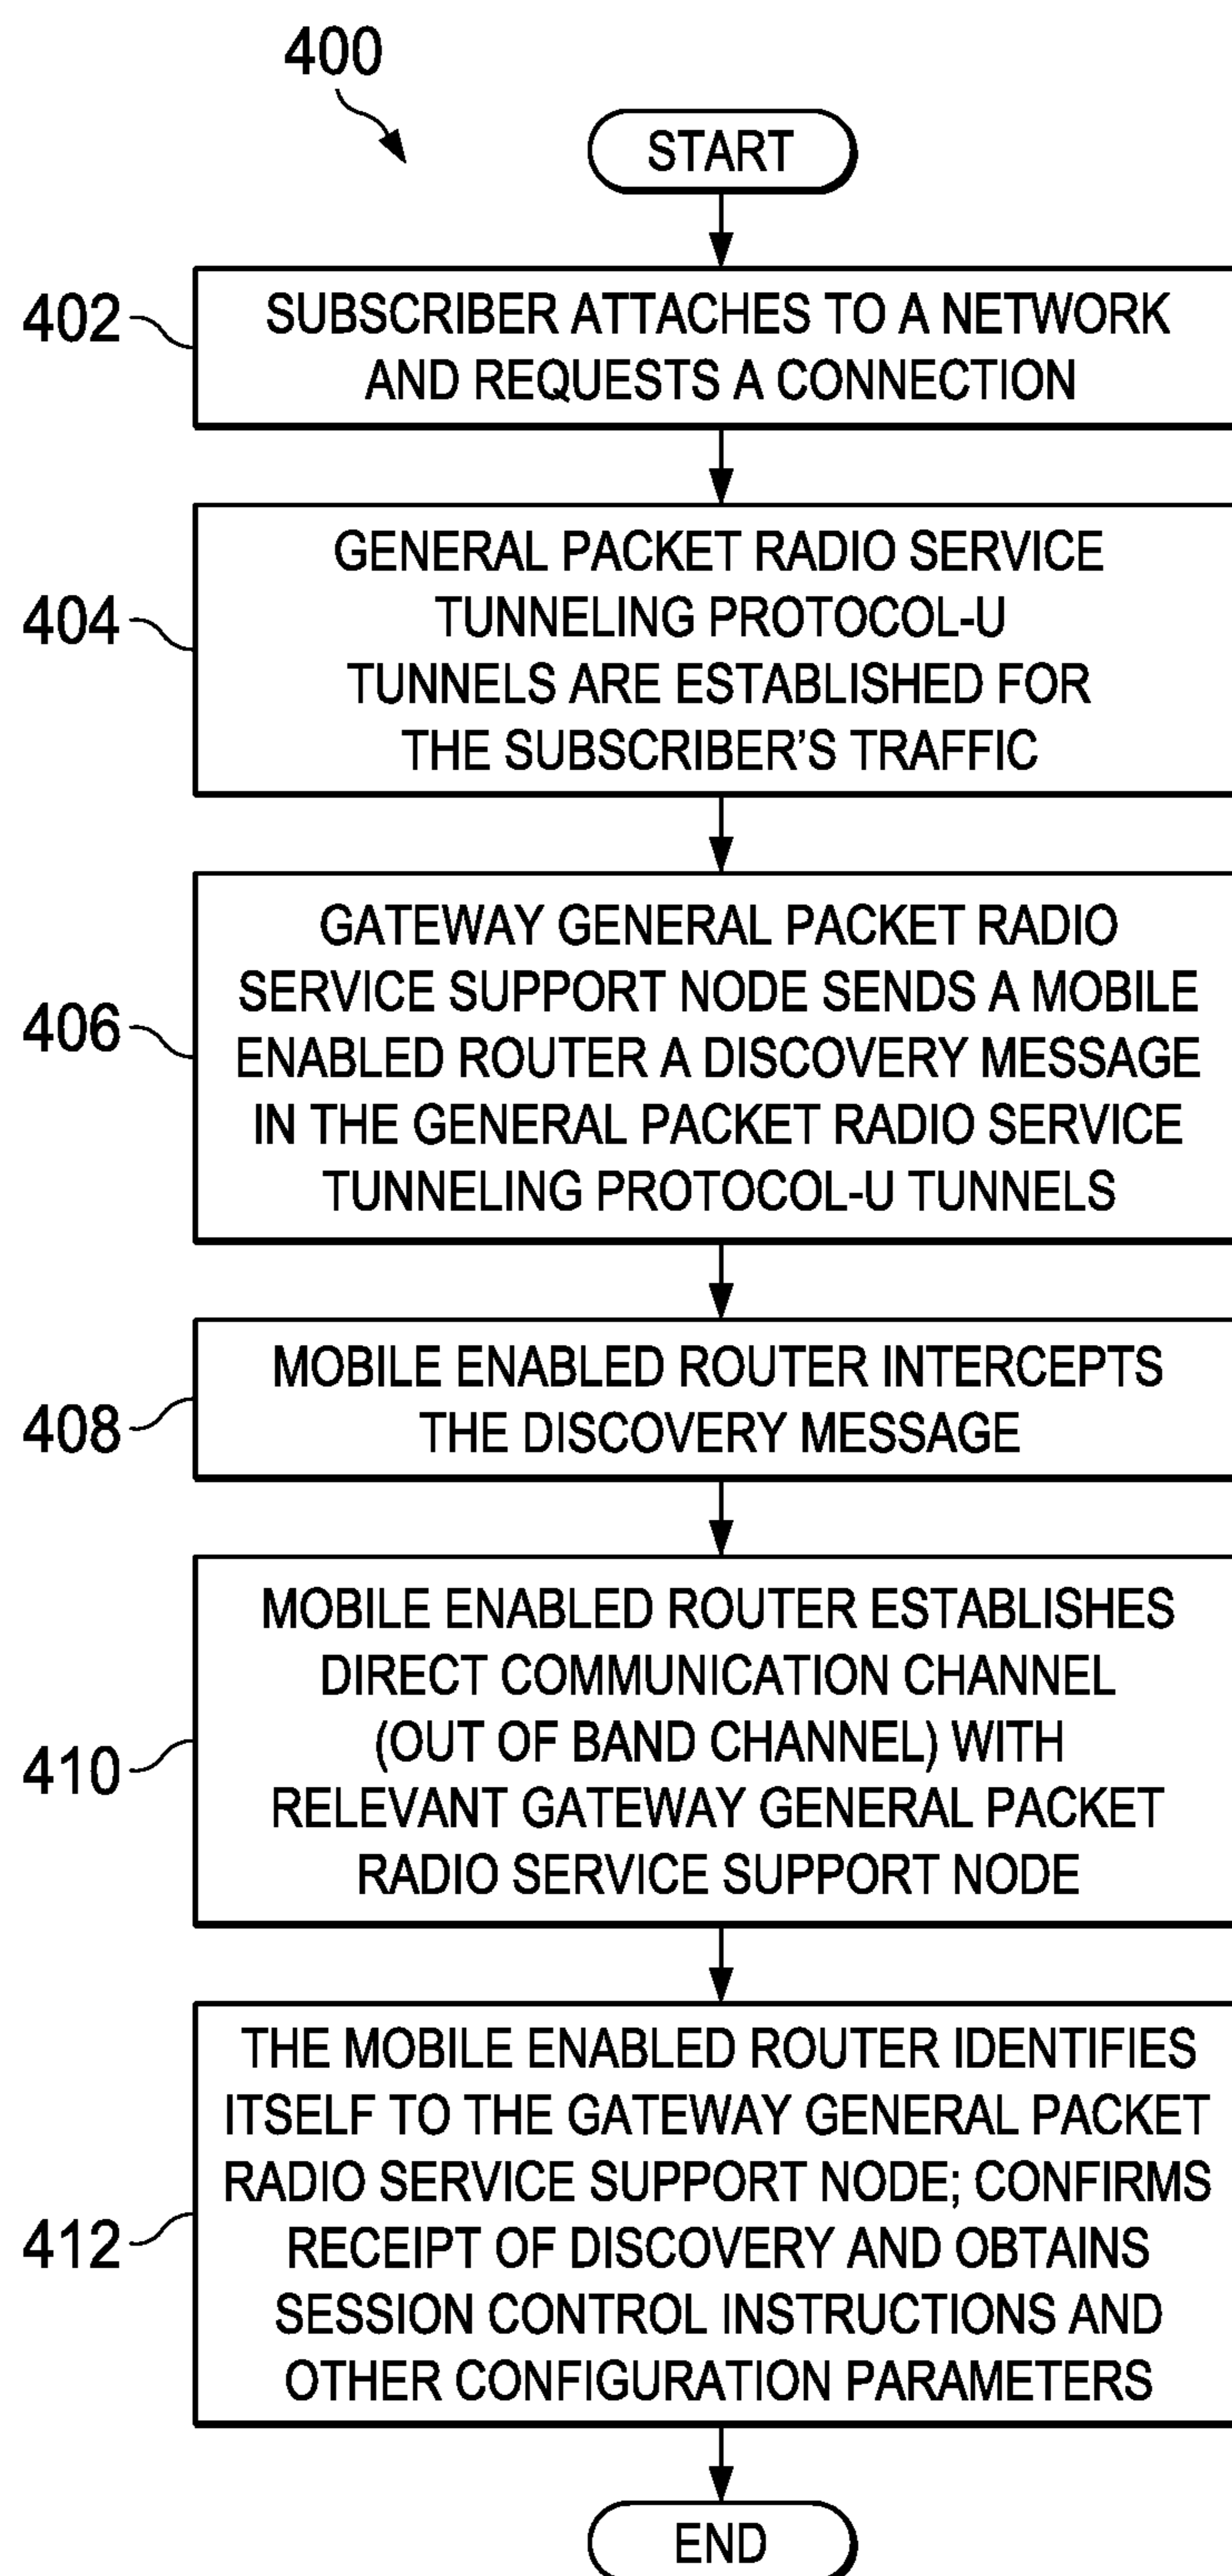 400
START
402
SUBSCRIBER ATTACHES TO A NETWORK
AND REQUESTS A CONNECTION
404
GENERAL PACKET RADIO SERVICE
TUNNELING PROTOCOL-U
TUNNELS ARE ESTABLISHED FOR
THE SUBSCRIBER'S TRAFFIC
406
GATEWAY GENERAL PACKET RADIO
SERVICE SUPPORT NODE SENDS A MOBILE
ENABLED ROUTER A DISCOVERY MESSAGE
IN THE GENERAL PACKET RADIO SERVICE
TUNNELING PROTOCOL-U TUNNELS
408
MOBILE ENABLED ROUTER INTERCEPTS
THE DISCOVERY MESSAGE
410
MOBILE ENABLED ROUTER ESTABLISHES
DIRECT COMMUNICATION CHANNEL
(OUT OF BAND CHANNEL) WITH
RELEVANT GATEWAY GENERAL PACKET
RADIO SERVICE SUPPORT NODE
412
THE MOBILE ENABLED ROUTER IDENTIFIES
ITSELF TO THE GATEWAY GENERAL PACKET
RADIO SERVICE SUPPORT NODE; CONFIRMS
RECEIPT OF DISCOVERY AND OBTAINS
SESSION CONTROL INSTRUCTIONS AND
OTHER CONFIGURATION PARAMETERS
END